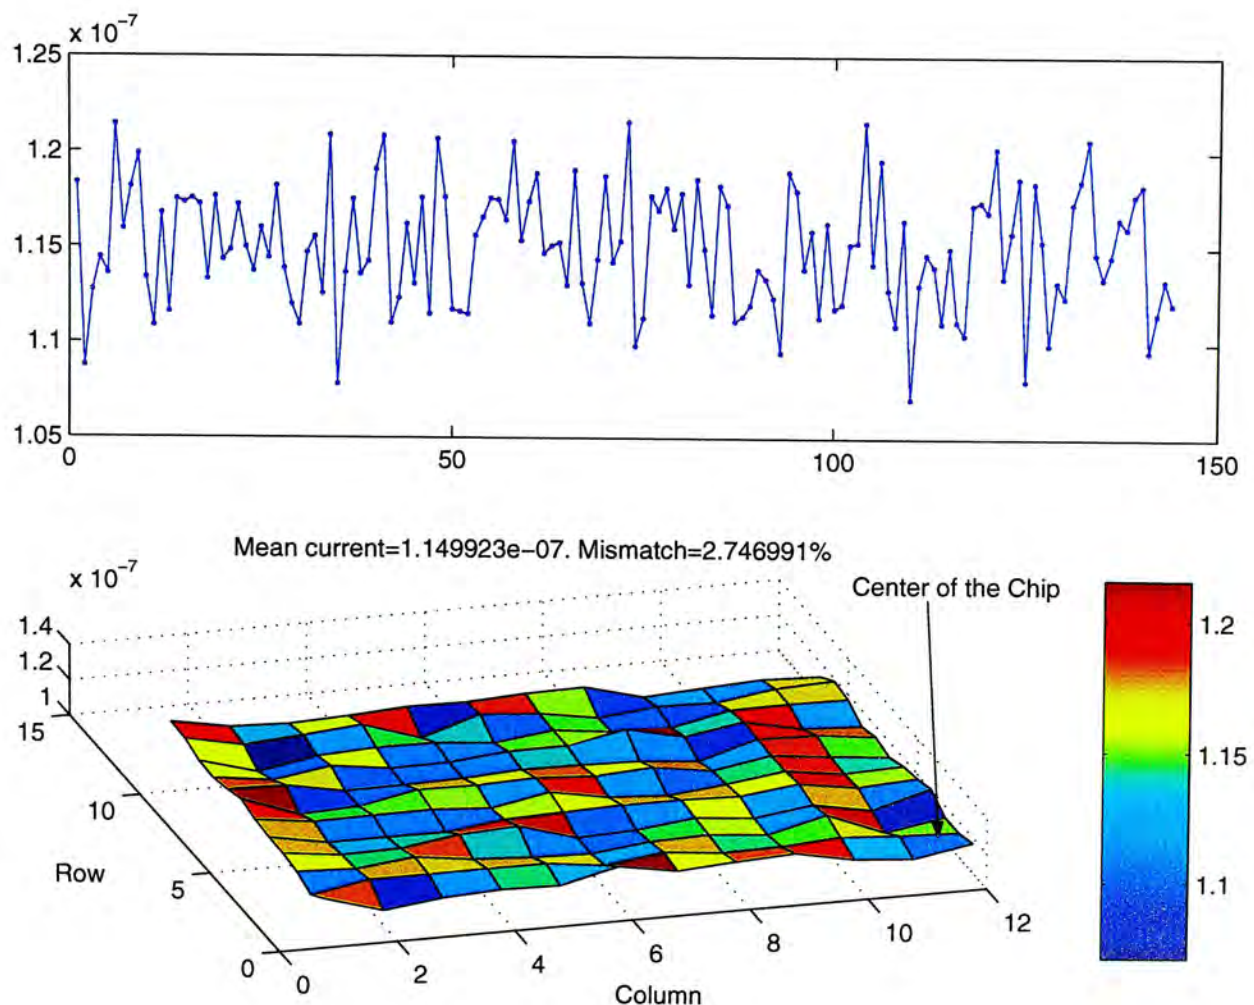 x 10⁻⁷
1.25
1.2
1.15
1.1
1.05
0 50 100 150
Mean current=1.149923e−07. Mismatch=2.746991%
x 10⁻⁷
Center of the Chip
1.4
1.2
1
15
10
5
0
Row
0 2 4 6 8 10 12
Column
1.2
1.15
1.1